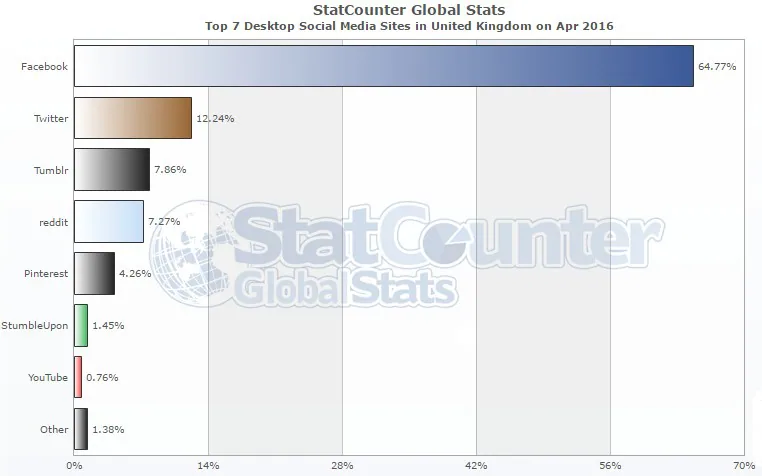 StatCounter Global Stats
Top 7 Desktop Social Media Sites in United Kingdom on Apr 2016
Facebook 64.77%
Twitter 12.24%
Tumblr 7.86%
reddit 7.27%
Pinterest 4.26%
StumbleUpon 1.45%
YouTube 0.76%
Other 1.38%
StatCounter
Global Stats
0% 14% 28% 42% 56% 70%